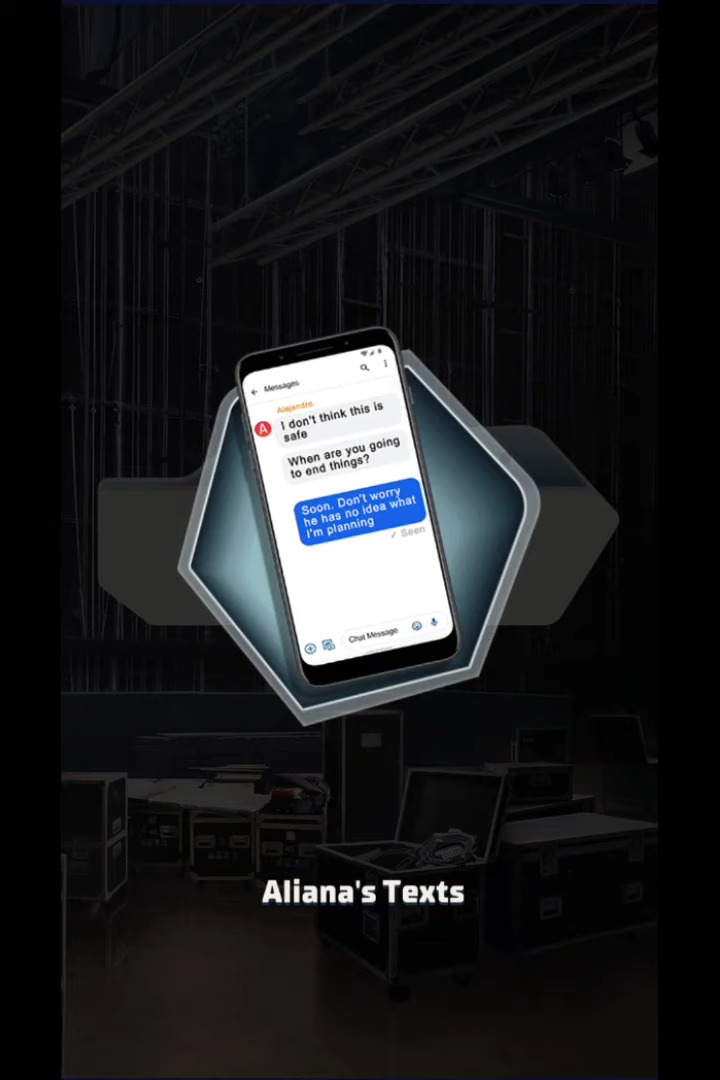 Messages
Alejandro
A
I don't think this is
safe
When are you going
to end things?
Soon. Don't worry
he has no idea what
I'm planning
✓ Seen
Chat Message
Aliana's Texts